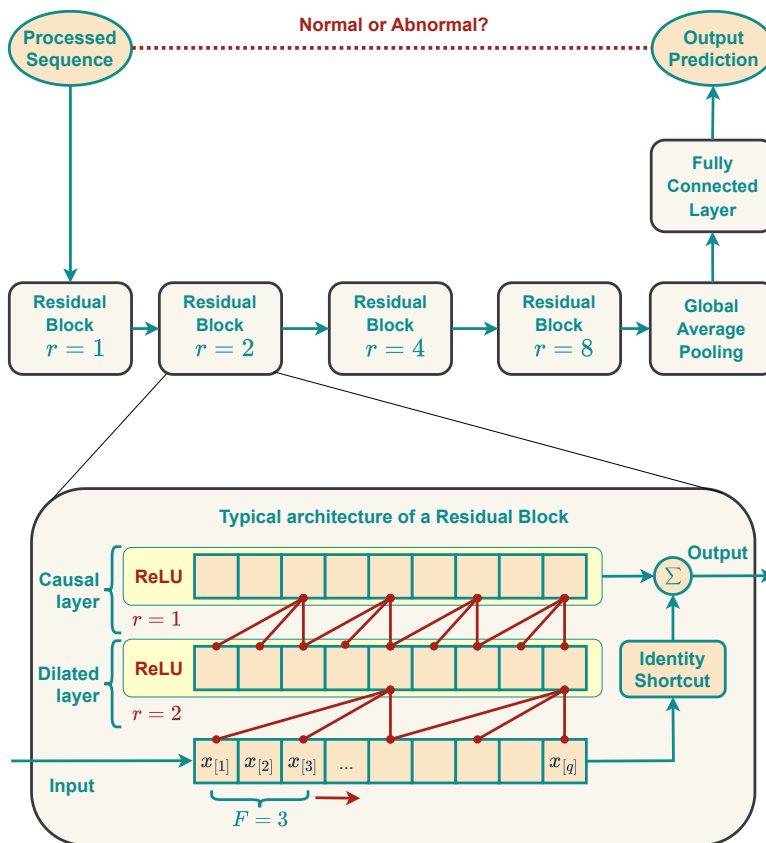 Normal or Abnormal?
Processed
Sequence
Output
Prediction
Fully
Connected
Layer
Residual
Block
r = 1
Residual
Block
r = 2
Residual
Block
r = 4
Residual
Block
r = 8
Global
Average
Pooling
Typical architecture of a Residual Block
Causal
layer
r = 1
ReLU
Σ
Output
Dilated
layer
r = 2
ReLU
Identity
Shortcut
Input
x[1] x[2] x[3] ... x[q]
F = 3